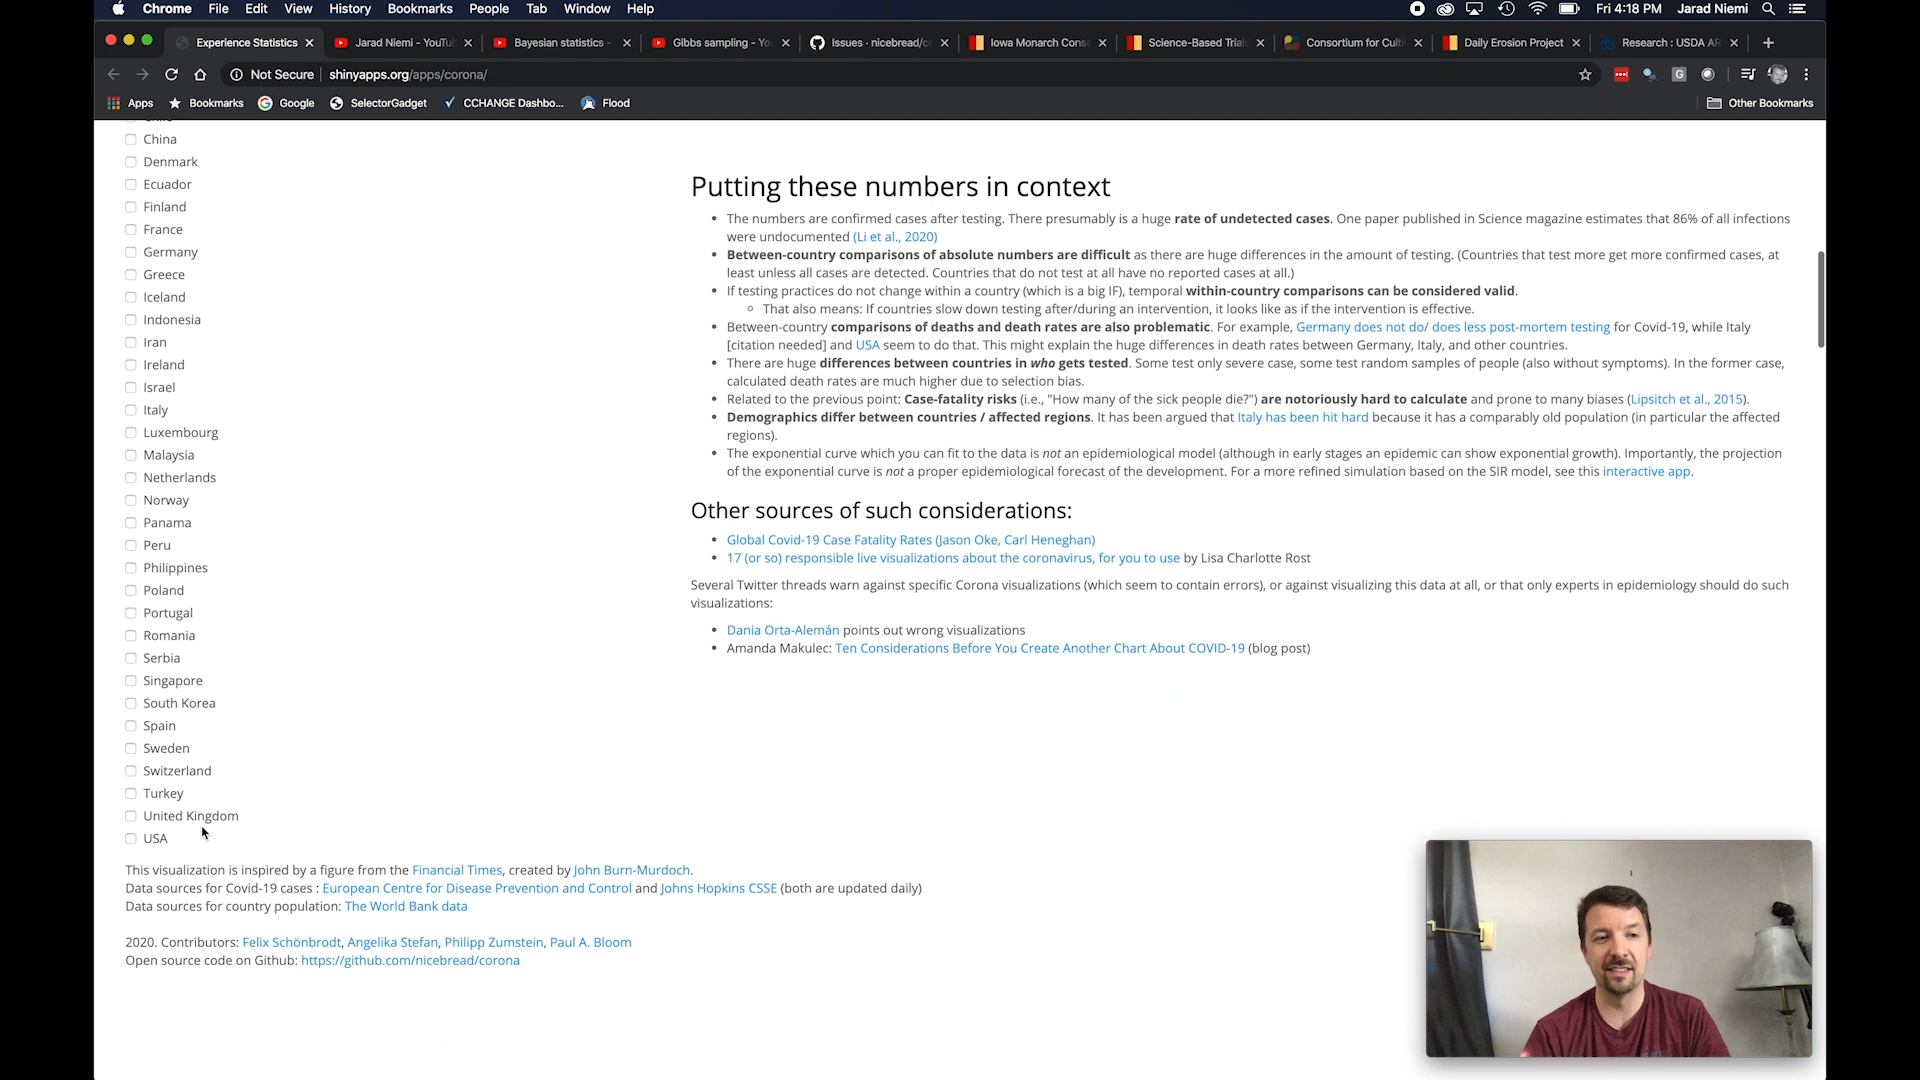 Chrome File Edit View History Bookmarks People Tab Window Help Fri 4:18 PM Jarad Niemi
Experience Statistics Jarad Niemi - YouTu Bayesian statistics - Gibbs sampling - Yo Issues · nicebread/c Iowa Monarch Cons Science-Based Trial Consortium for Culti Daily Erosion Project Research : USDA AR
Not Secure shinyapps.org/apps/corona/
Apps Bookmarks Google SelectorGadget CCHANGE Dashbo... Flood Other Bookmarks
China
Denmark
Ecuador
Finland
France
Germany
Greece
Iceland
Indonesia
Iran
Ireland
Israel
Italy
Luxembourg
Malaysia
Netherlands
Norway
Panama
Peru
Philippines
Poland
Portugal
Romania
Serbia
Singapore
South Korea
Spain
Sweden
Switzerland
Turkey
United Kingdom
USA
This visualization is inspired by a figure from the Financial Times, created by John Burn-Murdoch.
Data sources for Covid-19 cases : European Centre for Disease Prevention and Control and Johns Hopkins CSSE (both are updated daily)
Data sources for country population: The World Bank data
2020. Contributors: Felix Schönbrodt, Angelika Stefan, Philipp Zumstein, Paul A. Bloom
Open source code on Github: https://github.com/nicebread/corona
Putting these numbers in context
• The numbers are confirmed cases after testing. There presumably is a huge rate of undetected cases. One paper published in Science magazine estimates that 86% of all infections
were undocumented (Li et al., 2020)
• Between-country comparisons of absolute numbers are difficult as there are huge differences in the amount of testing. (Countries that test more get more confirmed cases, at
least unless all cases are detected. Countries that do not test at all have no reported cases at all.)
• If testing practices do not change within a country (which is a big IF), temporal within-country comparisons can be considered valid.
○ That also means: If countries slow down testing after/during an intervention, it looks like as if the intervention is effective.
• Between-country comparisons of deaths and death rates are also problematic. For example, Germany does not do/ does less post-mortem testing for Covid-19, while Italy
[citation needed] and USA seem to do that. This might explain the huge differences in death rates between Germany, Italy, and other countries.
• There are huge differences between countries in who gets tested. Some test only severe case, some test random samples of people (also without symptoms). In the former case,
calculated death rates are much higher due to selection bias.
• Related to the previous point: Case-fatality risks (i.e., "How many of the sick people die?") are notoriously hard to calculate and prone to many biases (Lipsitch et al., 2015).
• Demographics differ between countries / affected regions. It has been argued that Italy has been hit hard because it has a comparably old population (in particular the affected
regions).
• The exponential curve which you can fit to the data is not an epidemiological model (although in early stages an epidemic can show exponential growth). Importantly, the projection
of the exponential curve is not a proper epidemiological forecast of the development. For a more refined simulation based on the SIR model, see this interactive app.
Other sources of such considerations:
• Global Covid-19 Case Fatality Rates (Jason Oke, Carl Heneghan)
• 17 (or so) responsible live visualizations about the coronavirus, for you to use by Lisa Charlotte Rost
Several Twitter threads warn against specific Corona visualizations (which seem to contain errors), or against visualizing this data at all, or that only experts in epidemiology should do such
visualizations:
• Dania Orta-Alemán points out wrong visualizations
• Amanda Makulec: Ten Considerations Before You Create Another Chart About COVID-19 (blog post)